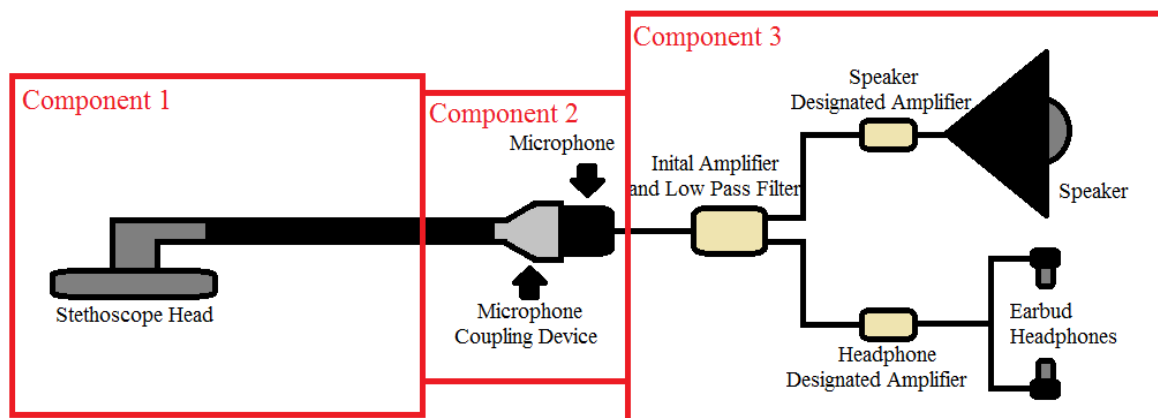 Component 1
Stethoscope Head
Component 2
Microphone
Microphone
Coupling Device
Component 3
Inital Amplifier
and Low Pass Filter
Speaker
Designated Amplifier
Speaker
Headphone
Designated Amplifier
Earbud
Headphones